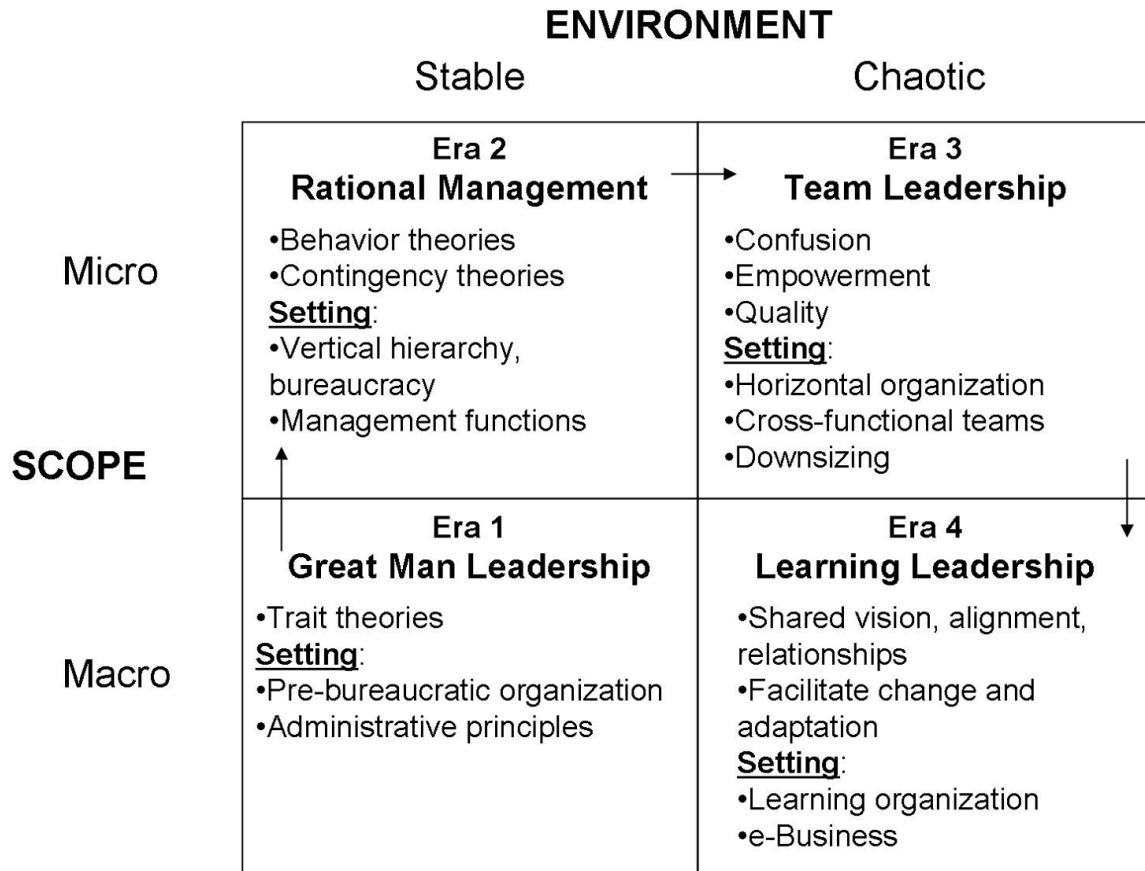 ENVIRONMENT
Stable
Chaotic
Micro
SCOPE
Macro
Era 2
Rational Management
•Behavior theories
•Contingency theories
Setting:
•Vertical hierarchy,
bureaucracy
•Management functions
Era 3
Team Leadership
•Confusion
•Empowerment
•Quality
Setting:
•Horizontal organization
•Cross-functional teams
•Downsizing
Era 1
Great Man Leadership
•Trait theories
Setting:
•Pre-bureaucratic organization
•Administrative principles
Era 4
Learning Leadership
•Shared vision, alignment,
relationships
•Facilitate change and
adaptation
Setting:
•Learning organization
•e-Business